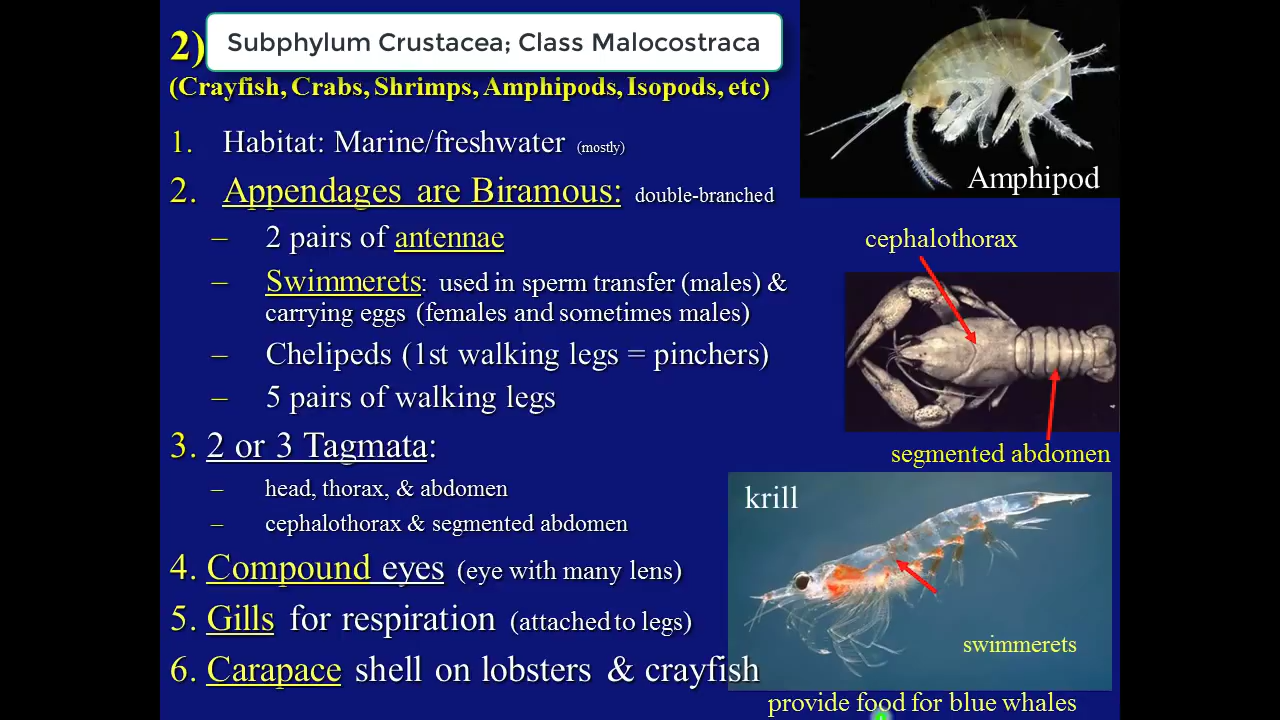 2) Subphylum Crustacea; Class Malocostraca
(Crayfish, Crabs, Shrimps, Amphipods, Isopods, etc)
1. Habitat: Marine/freshwater (mostly)
2. Appendages are Biramous: double-branched
– 2 pairs of antennae
– Swimmerets: used in sperm transfer (males) &
carrying eggs (females and sometimes males)
– Chelipeds (1st walking legs = pinchers)
– 5 pairs of walking legs
3. 2 or 3 Tagmata:
– head, thorax, & abdomen
– cephalothorax & segmented abdomen
4. Compound eyes (eye with many lens)
5. Gills for respiration (attached to legs)
6. Carapace shell on lobsters & crayfish
Amphipod
cephalothorax
segmented abdomen
krill
swimmerets
provide food for blue whales